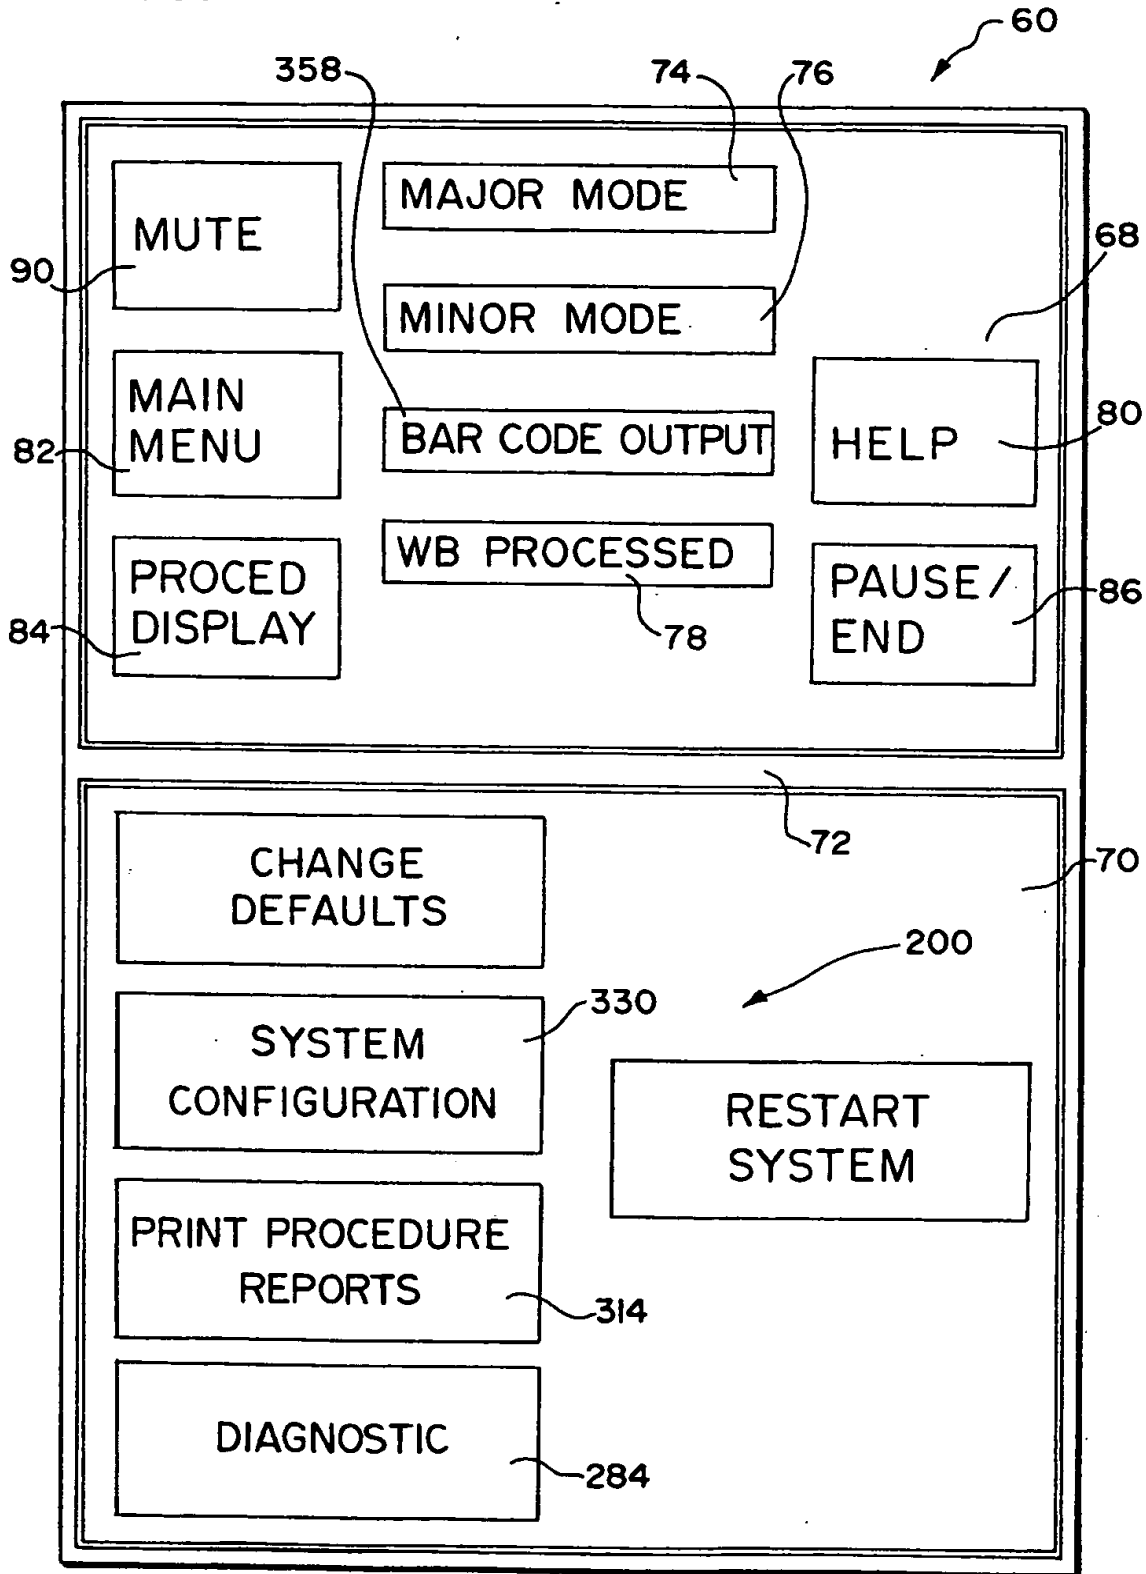 60
358
74
76
MUTE
MAJOR MODE
68
90
MINOR MODE
MAIN
MENU
82
BAR CODE OUTPUT
HELP
80
PROCED
DISPLAY
84
WB PROCESSED
78
PAUSE/
END
86
72
CHANGE
DEFAULTS
70
200
330
SYSTEM
CONFIGURATION
RESTART
SYSTEM
PRINT PROCEDURE
REPORTS
314
DIAGNOSTIC
284